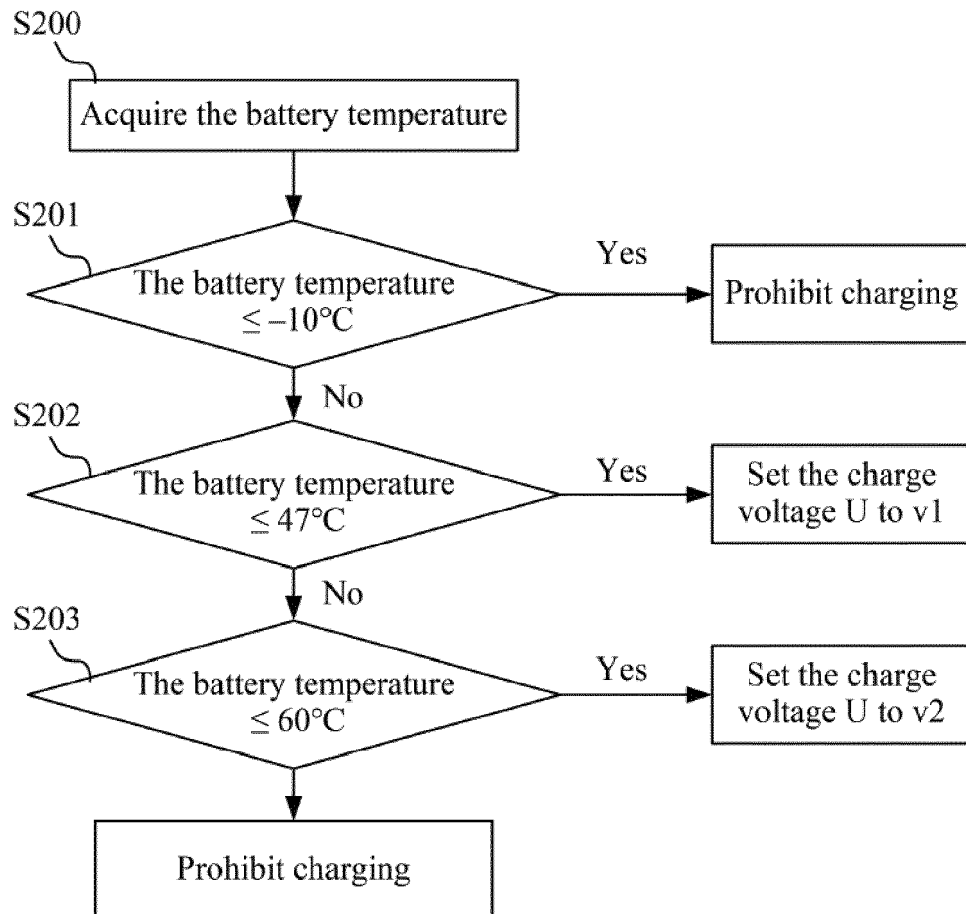 S200
Acquire the battery temperature
S201
The battery temperature
≤ –10°C
Yes
Prohibit charging
No
S202
The battery temperature
≤ 47°C
Yes
Set the charge
voltage U to v1
No
S203
The battery temperature
≤ 60°C
Yes
Set the charge
voltage U to v2
Prohibit charging